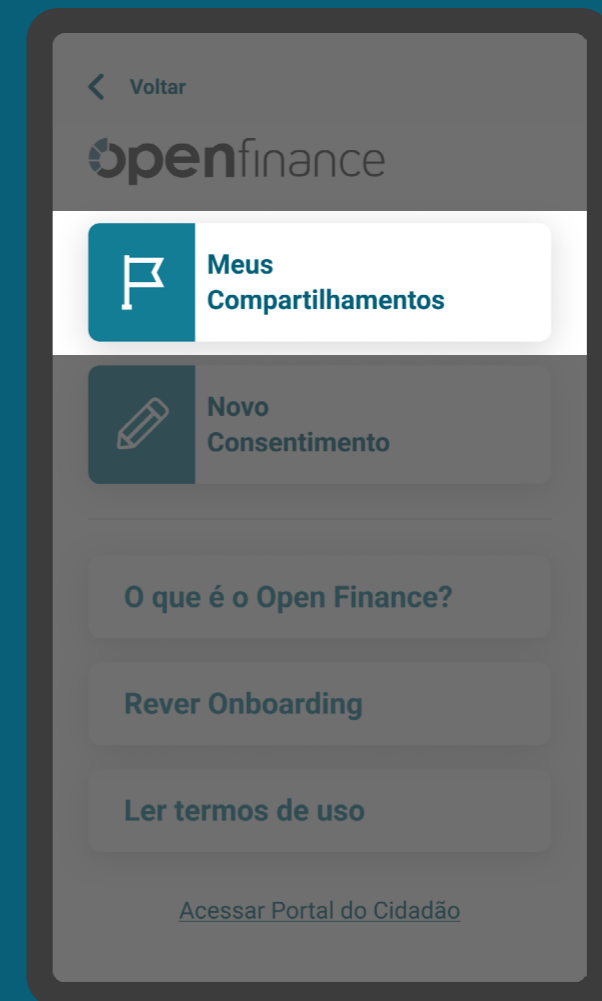 Voltar
openfinance
Meus
Compartilhamentos
Novo
Consentimento
O que é o Open Finance?
Rever Onboarding
Ler termos de uso
Acessar Portal do Cidadão